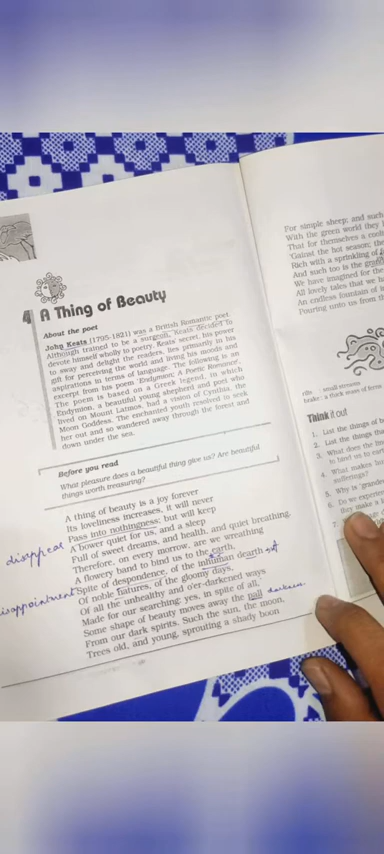 4 A Thing of Beauty
About the poet
John Keats (1795-1821) was a British Romantic poet.
Although trained to be a surgeon, Keats decided to
devote himself wholly to poetry. Keats' secret, his power
to sway and delight the readers, lies primarily in his
gift for perceiving the world and living his moods and
aspirations in terms of language. The following is an
excerpt from his poem 'Endymion; A Poetic Romance'.
The poem is based on a Greek legend, in which
Endymion, a beautiful young shepherd and poet who
lived on Mount Latmos, had a vision of Cynthia, the
Moon Goddess. The enchanted youth resolved to seek
her out and so wandered away through the forest and
down under the sea.
Before you read
What pleasure does a beautiful thing give us? Are beautiful
things worth treasuring?
A thing of beauty is a joy forever
Its loveliness increases, it will never
Pass into nothingness; but will keep
disappear A bower quiet for us, and a sleep
Full of sweet dreams, and health, and quiet breathing.
Therefore, on every morrow, are we wreathing
A flowery band to bind us to the earth,
disappointment Spite of despondence, of the inhuman dearth
Of noble natures, of the gloomy days,
Of all the unhealthy and o'er-darkened ways
Made for our searching: yes, in spite of all,
Some shape of beauty moves away the pall darkness
From our dark spirits. Such the sun, the moon,
Trees old, and young, sprouting a shady boon
For simple sheep; and such
With the green world they
That for themselves a
'Gainst the hot season; the
Rich with a sprinkling of
And such too is the
We have imagined for the
All lovely tales that we
An endless fountain of
Pouring unto us from
rills small streams
brake: a thick mass of ferns
Think it out
1. List the things of
2. List the things
3. What does the
to bind us to
4. What makes
sufferings?
5. Why is
6. Do we
they make a
7.